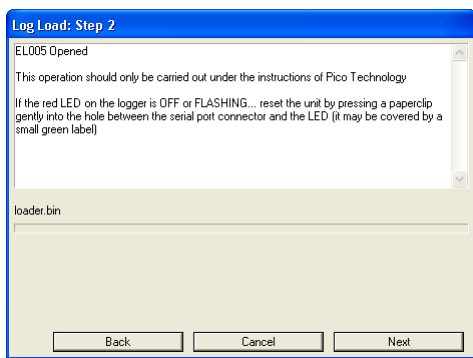 Log Load: Step 2
EL005 Opened
This operation should only be carried out under the instructions of Pico Technology
If the red LED on the logger is OFF or FLASHING... reset the unit by pressing a paperclip
gently into the hole between the serial port connector and the LED (it may be covered by a
small green label)
loader.bin
Back
Cancel
Next